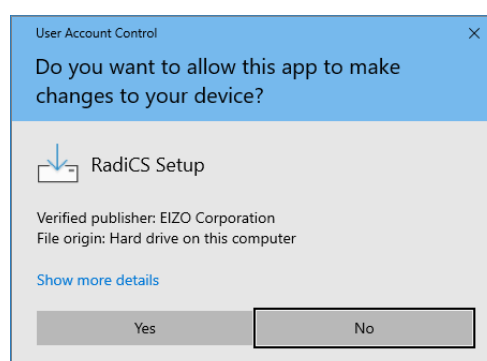 User Account Control
Do you want to allow this app to make
changes to your device?
RadiCS Setup
Verified publisher: EIZO Corporation
File origin: Hard drive on this computer
Show more details
Yes
No